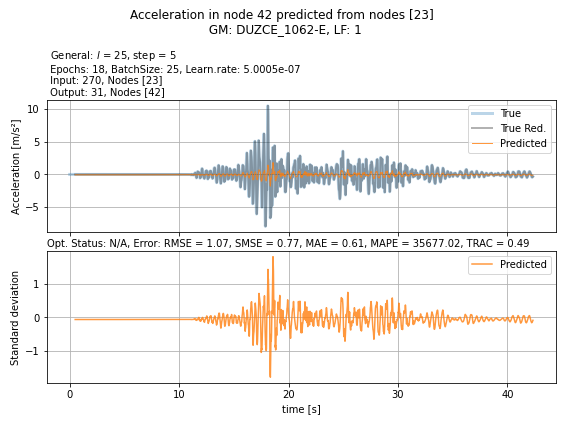 Acceleration in node 42 predicted from nodes [23]
GM: DUZCE_1062-E, LF: 1
General: l = 25, step = 5
Epochs: 18, BatchSize: 25, Learn.rate: 5.0005e-07
Input: 270, Nodes [23]
Output: 31, Nodes [42]
Acceleration [m/s²]
10
5
0
−5
True
True Red.
Predicted
Opt. Status: N/A, Error: RMSE = 1.07, SMSE = 0.77, MAE = 0.61, MAPE = 35677.02, TRAC = 0.49
Standard deviation
1
0
−1
Predicted
0 10 20 30 40
time [s]